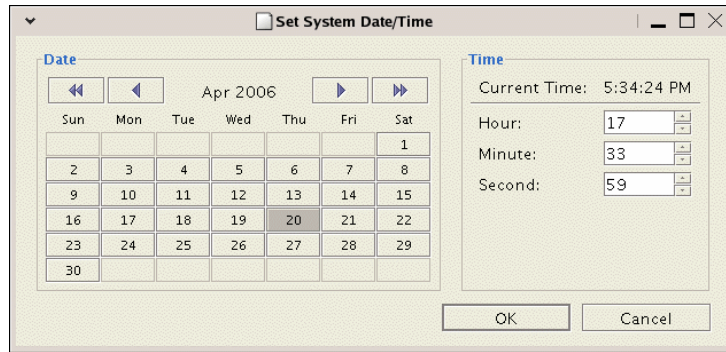 Set System Date/Time
Date
Apr 2006
Sun Mon Tue Wed Thu Fri Sat
1
2 3 4 5 6 7 8
9 10 11 12 13 14 15
16 17 18 19 20 21 22
23 24 25 26 27 28 29
30
Time
Current Time: 5:34:24 PM
Hour: 17
Minute: 33
Second: 59
OK Cancel